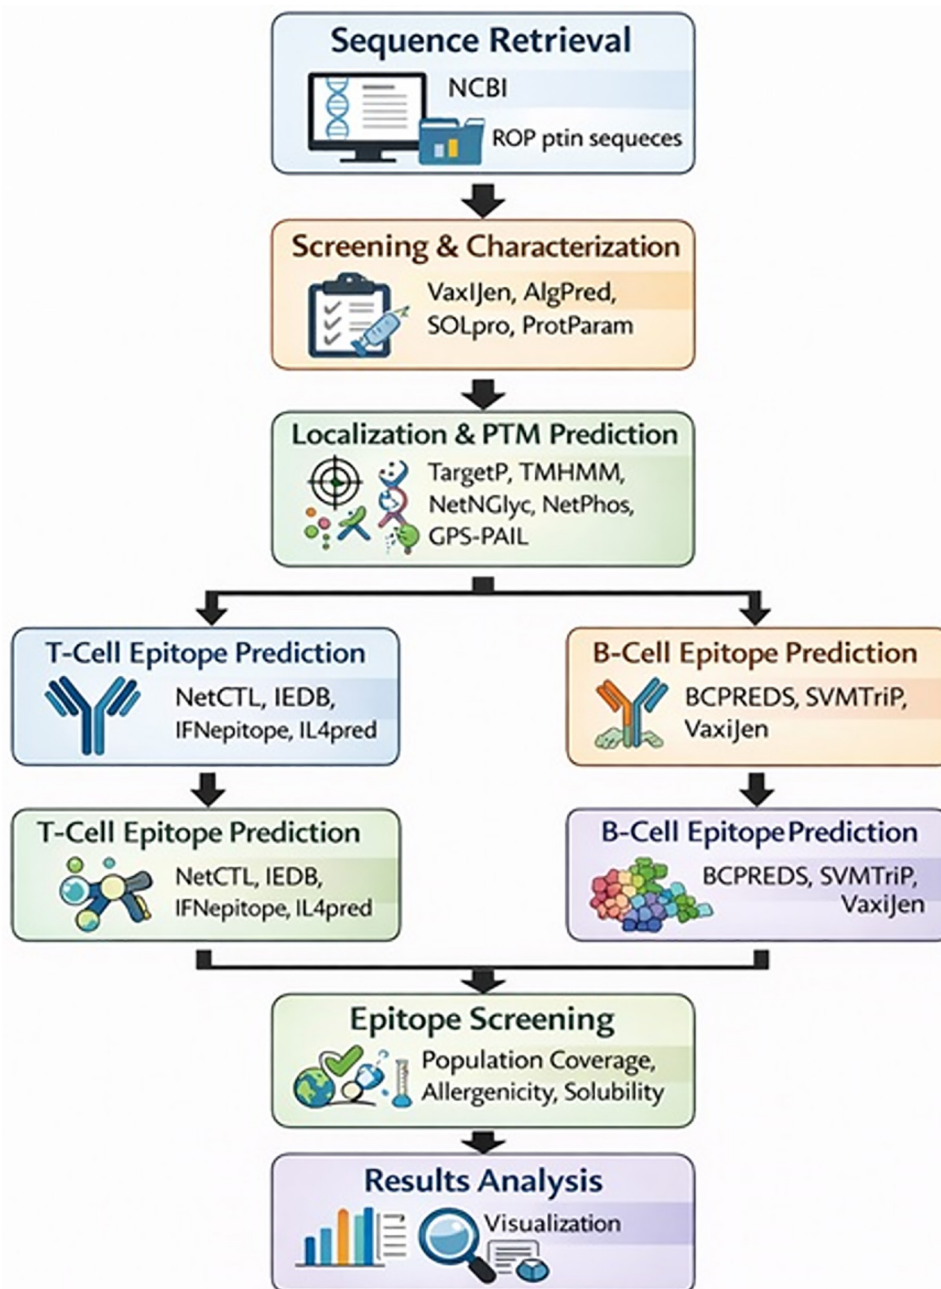 Sequence Retrieval
NCBI
ROP ptin sequeces
Screening & Characterization
VaxIJen, AlgPred,
SOLpro, ProtParam
Localization & PTM Prediction
TargetP, TMHMM,
NetNGlyc, NetPhos,
GPS-PAIL
T-Cell Epitope Prediction
NetCTL, IEDB,
IFNepitope, IL4pred
B-Cell Epitope Prediction
BCPREDS, SVMTriP,
VaxiJen
T-Cell Epitope Prediction
NetCTL, IEDB,
IFNepitope, IL4pred
B-Cell Epitope Prediction
BCPREDS, SVMTriP,
VaxiJen
Epitope Screening
Population Coverage,
Allergenicity, Solubility
Results Analysis
Visualization